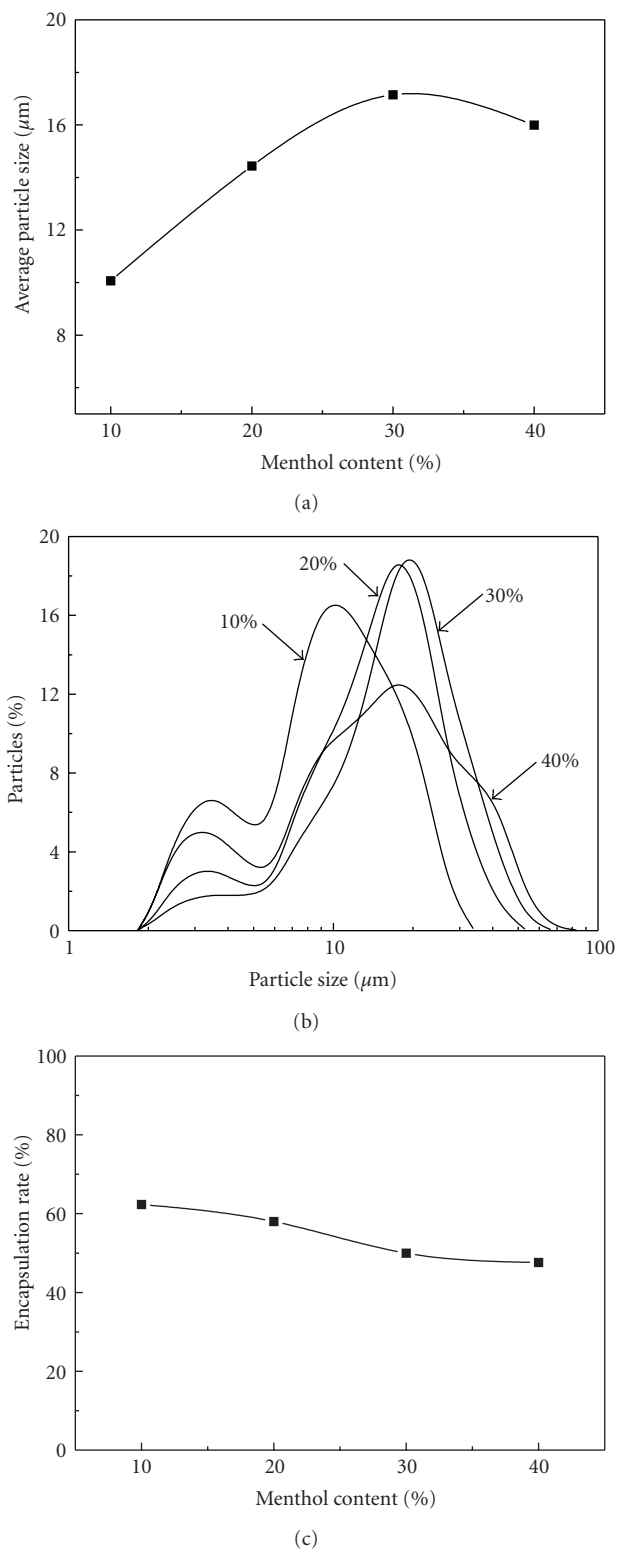 20
16
12
8
Average particle size (μm)
10 20 30 40
Menthol content (%)
(a)
20
16
12
8
4
0
Particles (%)
20%
30%
10%
40%
1 10 100
Particle size (μm)
(b)
100
80
60
40
20
0
Encapsulation rate (%)
10 20 30 40
Menthol content (%)
(c)